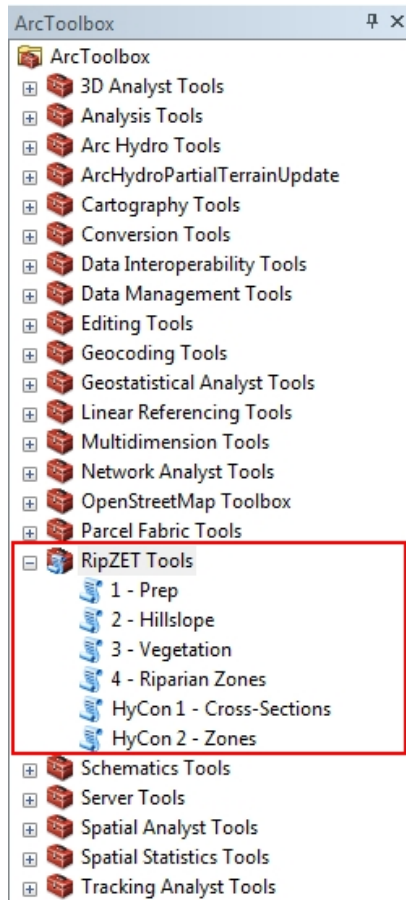 ArcToolbox
ArcToolbox
3D Analyst Tools
Analysis Tools
Arc Hydro Tools
ArcHydroPartialTerrainUpdate
Cartography Tools
Conversion Tools
Data Interoperability Tools
Data Management Tools
Editing Tools
Geocoding Tools
Geostatistical Analyst Tools
Linear Referencing Tools
Multidimension Tools
Network Analyst Tools
OpenStreetMap Toolbox
Parcel Fabric Tools
RipZET Tools
1 - Prep
2 - Hillslope
3 - Vegetation
4 - Riparian Zones
HyCon 1 - Cross-Sections
HyCon 2 - Zones
Schematics Tools
Server Tools
Spatial Analyst Tools
Spatial Statistics Tools
Tracking Analyst Tools